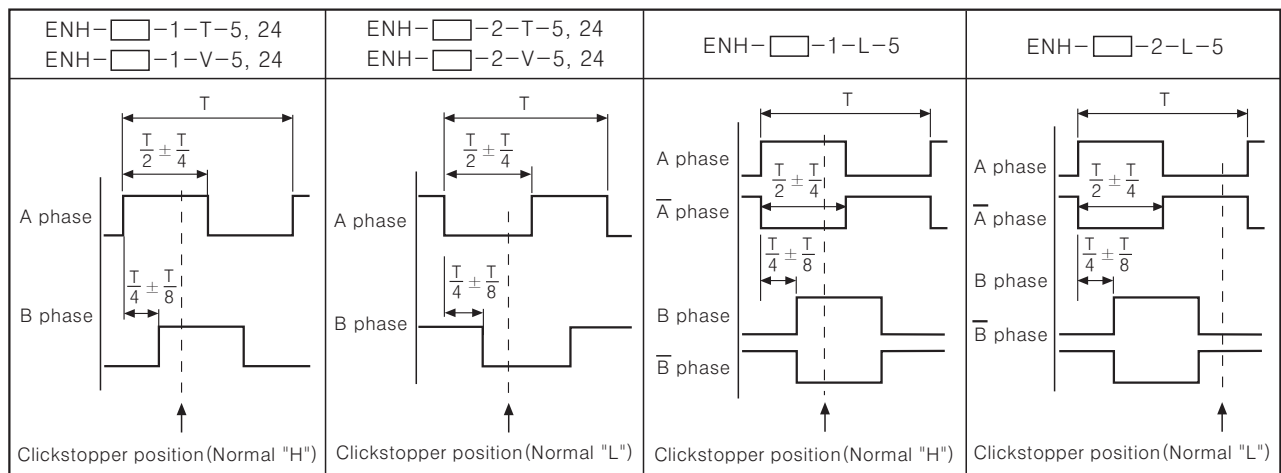 ENH-□-1-T-5, 24
ENH-□-1-V-5, 24
ENH-□-2-T-5, 24
ENH-□-2-V-5, 24
ENH-□-1-L-5
ENH-□-2-L-5
T
T/2 ± T/4
A phase
T/4 ± T/8
B phase
Clickstopper position(Normal "H")
T
T/2 ± T/4
A phase
T/4 ± T/8
B phase
Clickstopper position(Normal "L")
T
A phase
T/2 ± T/4
A̅ phase
T/4 ± T/8
B phase
B̅ phase
Clickstopper position(Normal "H")
T
A phase
T/2 ± T/4
A̅ phase
T/4 ± T/8
B phase
B̅ phase
Clickstopper position(Normal "L")